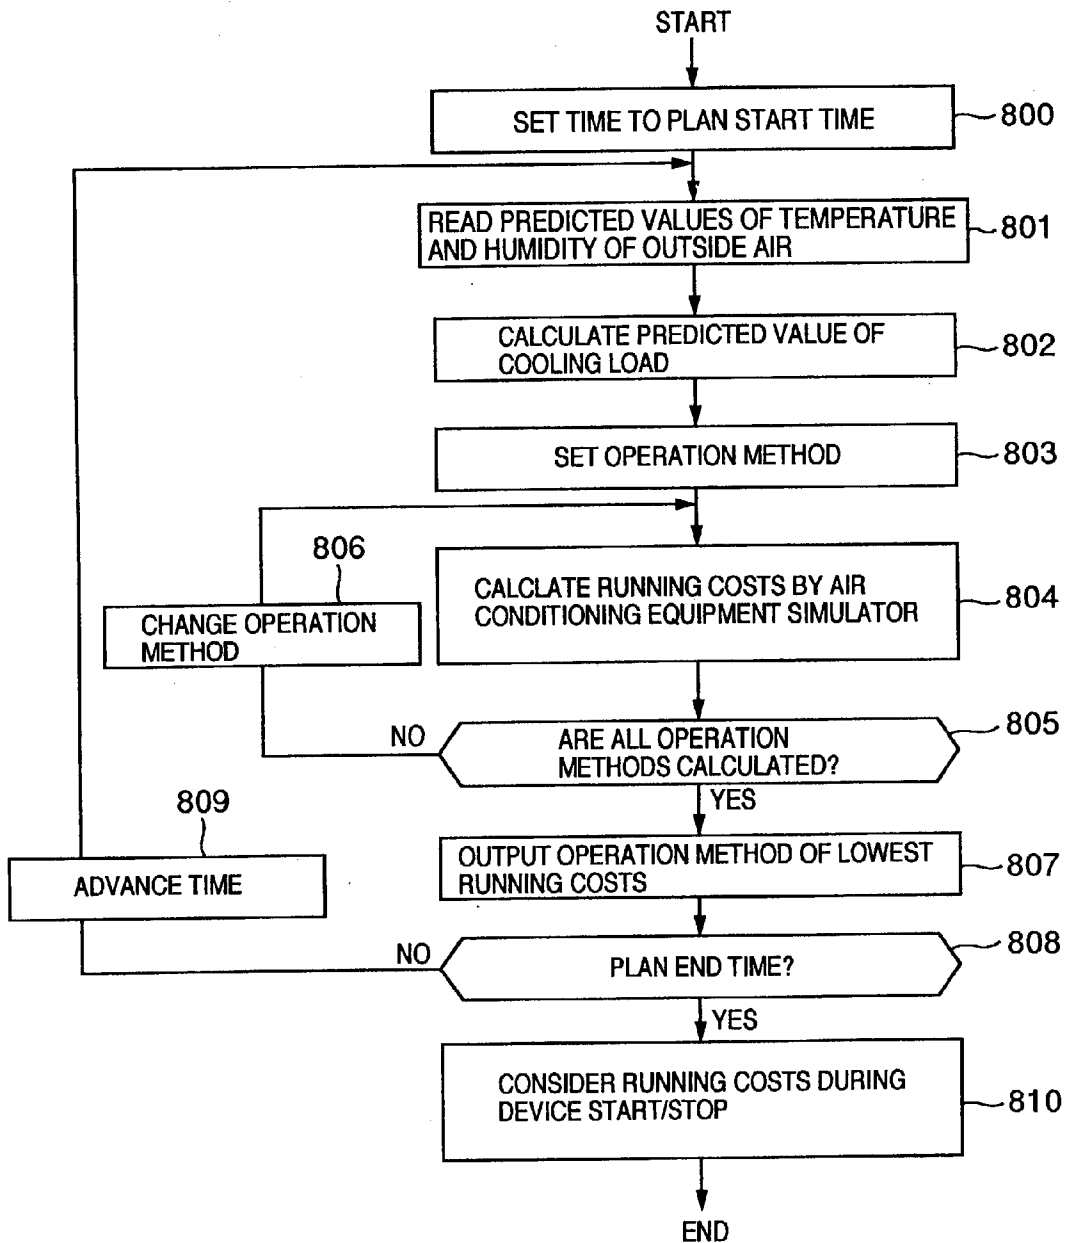 START
SET TIME TO PLAN START TIME
800
READ PREDICTED VALUES OF TEMPERATURE
AND HUMIDITY OF OUTSIDE AIR
801
CALCULATE PREDICTED VALUE OF
COOLING LOAD
802
SET OPERATION METHOD
803
806
CHANGE OPERATION
METHOD
CALCLATE RUNNING COSTS BY AIR
CONDITIONING EQUIPMENT SIMULATOR
804
NO
ARE ALL OPERATION
METHODS CALCULATED?
805
YES
809
ADVANCE TIME
OUTPUT OPERATION METHOD OF LOWEST
RUNNING COSTS
807
NO
PLAN END TIME?
808
YES
CONSIDER RUNNING COSTS DURING
DEVICE START/STOP
810
END